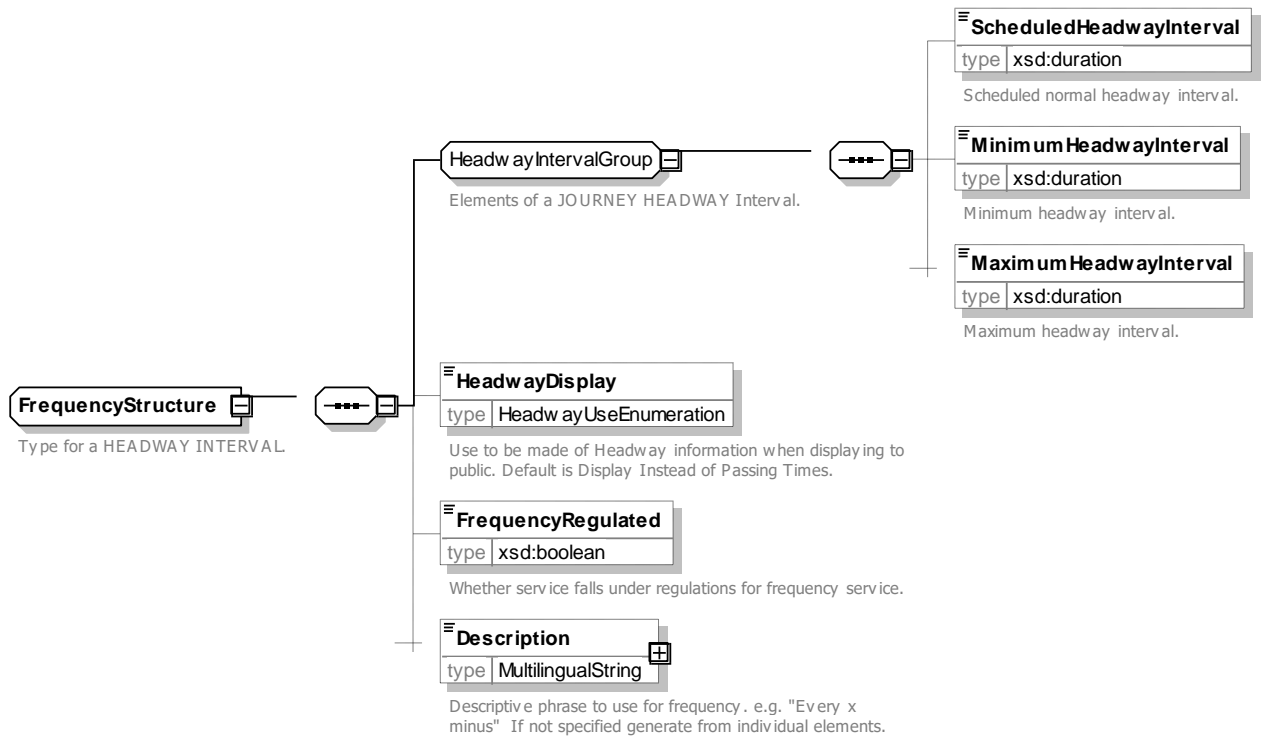 ScheduledHeadwayInterval
type xsd:duration
Scheduled normal headway interval.
MinimumHeadwayInterval
type xsd:duration
Minimum headway interval.
MaximumHeadwayInterval
type xsd:duration
Maximum headway interval.
HeadwayIntervalGroup
Elements of a JOURNEY HEADWAY Interval.
FrequencyStructure
Type for a HEADWAY INTERVAL.
HeadwayDisplay
type HeadwayUseEnumeration
Use to be made of Headway information when displaying to
public. Default is Display Instead of Passing Times.
FrequencyRegulated
type xsd:boolean
Whether service falls under regulations for frequency service.
Description
type MultilingualString
Descriptive phrase to use for frequency. e.g. "Every x
minus" If not specified generate from individual elements.